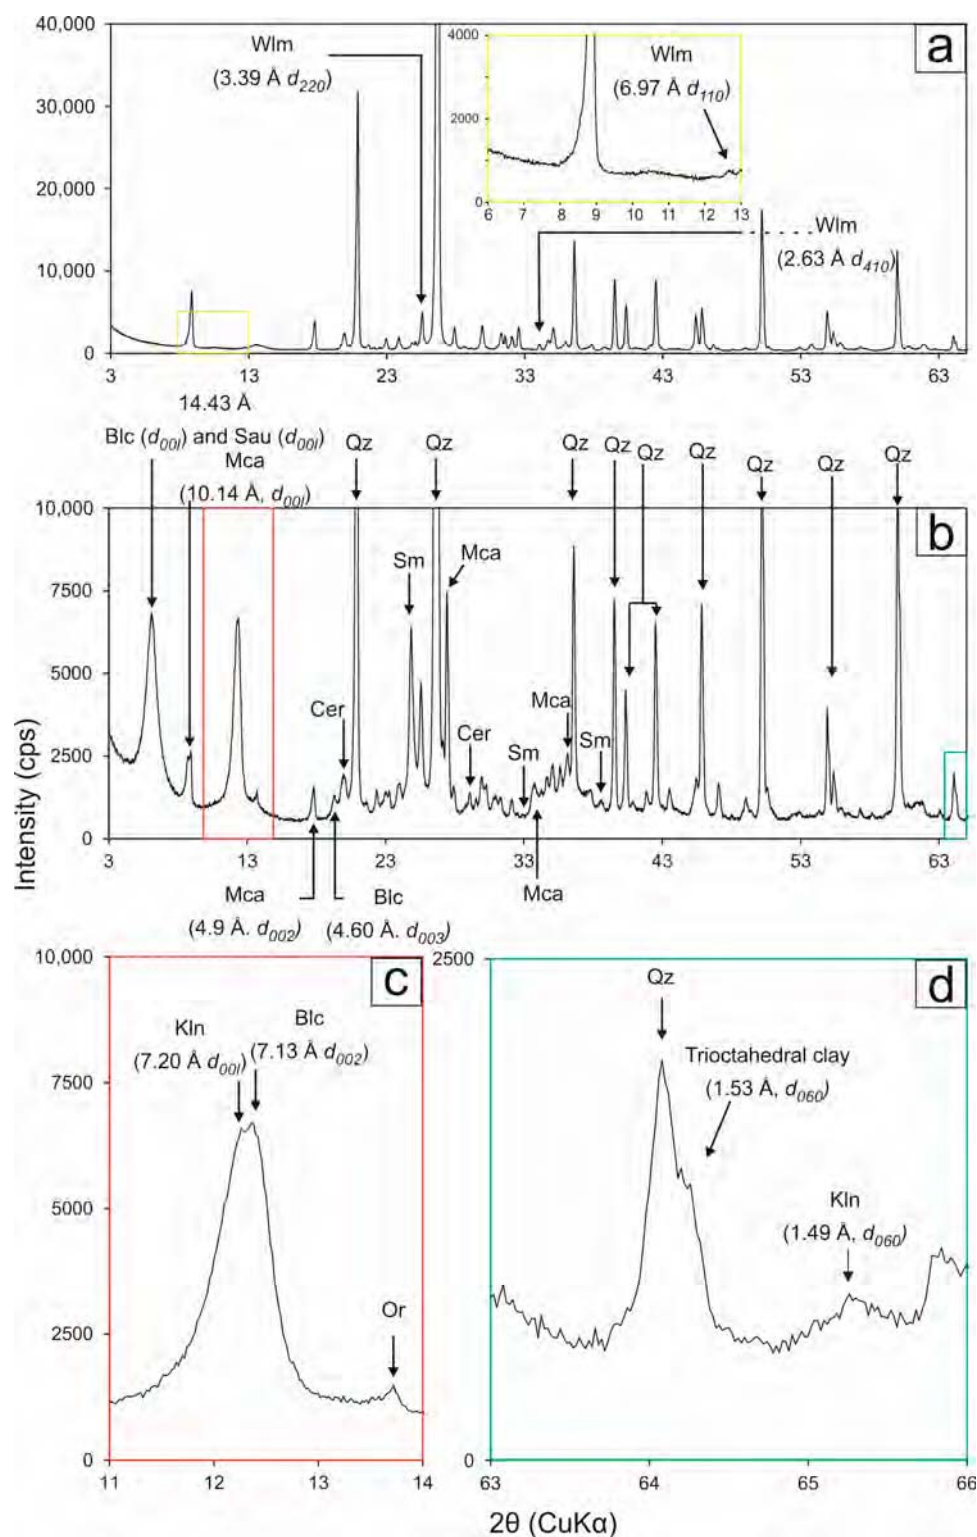 40,000
30,000
20,000
10,000
0
Wlm
(3.39 Å d220)
a
4000
2000
0
Wlm
(6.97 Å d110)
6 7 8 9 10 11 12 13
Wlm
(2.63 Å d410)
3 13 23 33 43 53 63
14.43 Å
Blc (d00l) and Sau (d00l)
Mca
(10.14 Å, d00l)
Qz Qz Qz Qz Qz Qz Qz Qz Qz
b
10,000
7500
5000
2500
0
Sm
Mca
Cer
Cer
Sm
Mca
Sm
3 13 23 33 43 53 63
Mca
(4.9 Å. d002)
Blc
(4.60 Å. d003)
Mca
Intensity (cps)
c
10,000
7500
5000
2500
0
Kln
(7.20 Å d00l)
Blc
(7.13 Å d002)
Or
11 12 13 14
d
2500
0
Qz
Trioctahedral clay
(1.53 Å, d060)
Kln
(1.49 Å, d060)
63 64 65 66
2θ (CuKα)